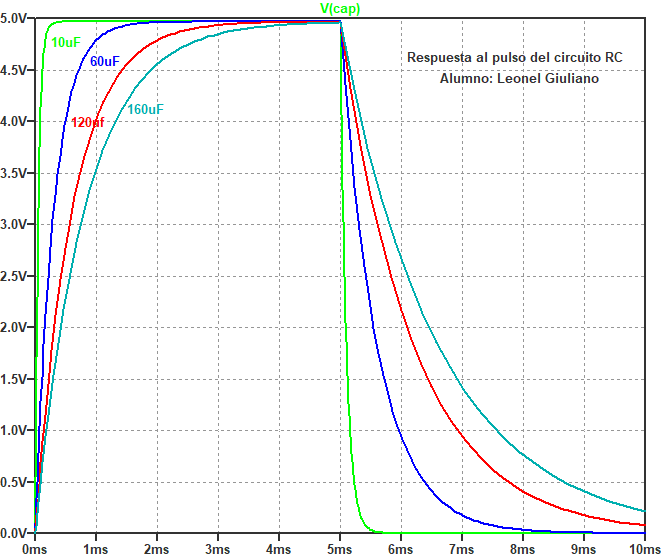 V(cap)
5.0V
4.5V
4.0V
3.5V
3.0V
2.5V
2.0V
1.5V
1.0V
0.5V
0.0V
10uF
60uF
120uf
160uF
Respuesta al pulso del circuito RC
Alumno: Leonel Giuliano
0ms 1ms 2ms 3ms 4ms 5ms 6ms 7ms 8ms 9ms 10ms